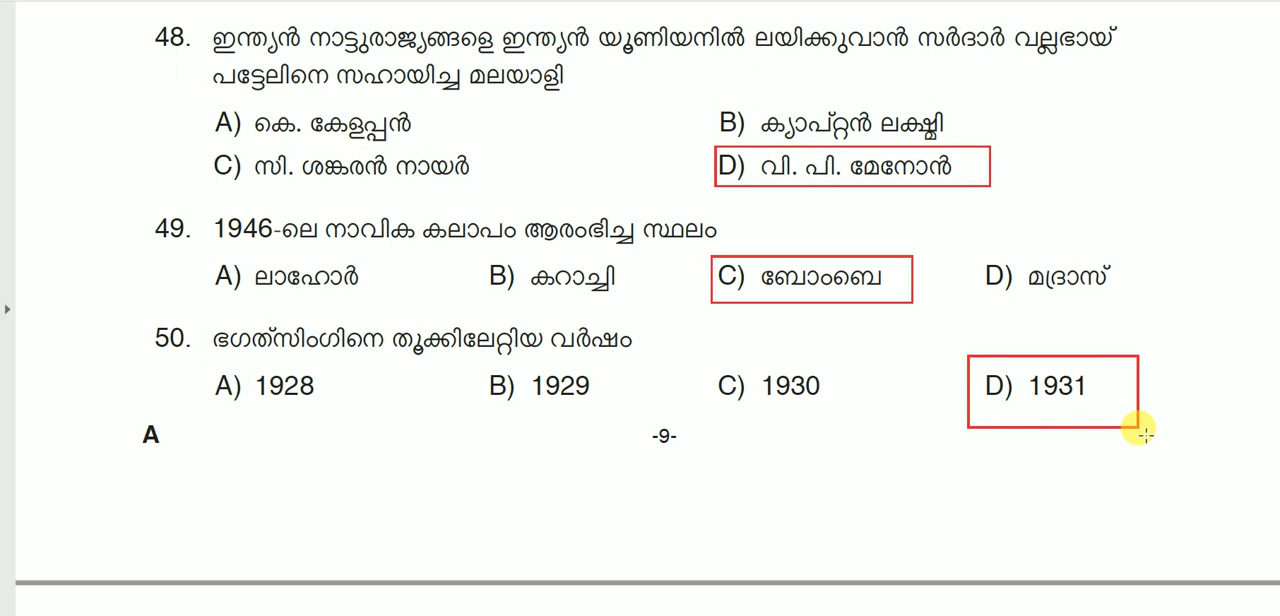 48. ഇന്ത്യൻ നാട്ടുരാജ്യങ്ങളെ ഇന്ത്യൻ യൂണിയനിൽ ലയിക്കുവാൻ സർദാർ വല്ലഭായ്
പട്ടേലിനെ സഹായിച്ച മലയാളി
A) കെ. കേളപ്പൻ B) ക്യാപ്റ്റൻ ലക്ഷ്മി
C) സി. ശങ്കരൻ നായർ D) വി. പി. മേനോൻ
49. 1946-ലെ നാവിക കലാപം ആരംഭിച്ച സ്ഥലം
A) ലാഹോർ B) കറാച്ചി C) ബോംബെ D) മദ്രാസ്
50. ഭഗത്സിംഗിനെ തൂക്കിലേറ്റിയ വർഷം
A) 1928 B) 1929 C) 1930 D) 1931
A -9-